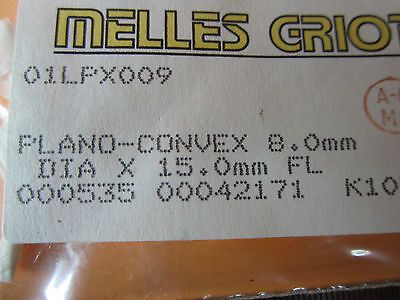 MELLES GRIOT
01LPX009
A-
M
PLANO-CONVEX 8.0mm
DIA X 15.0mm FL
000535 00042171 K10